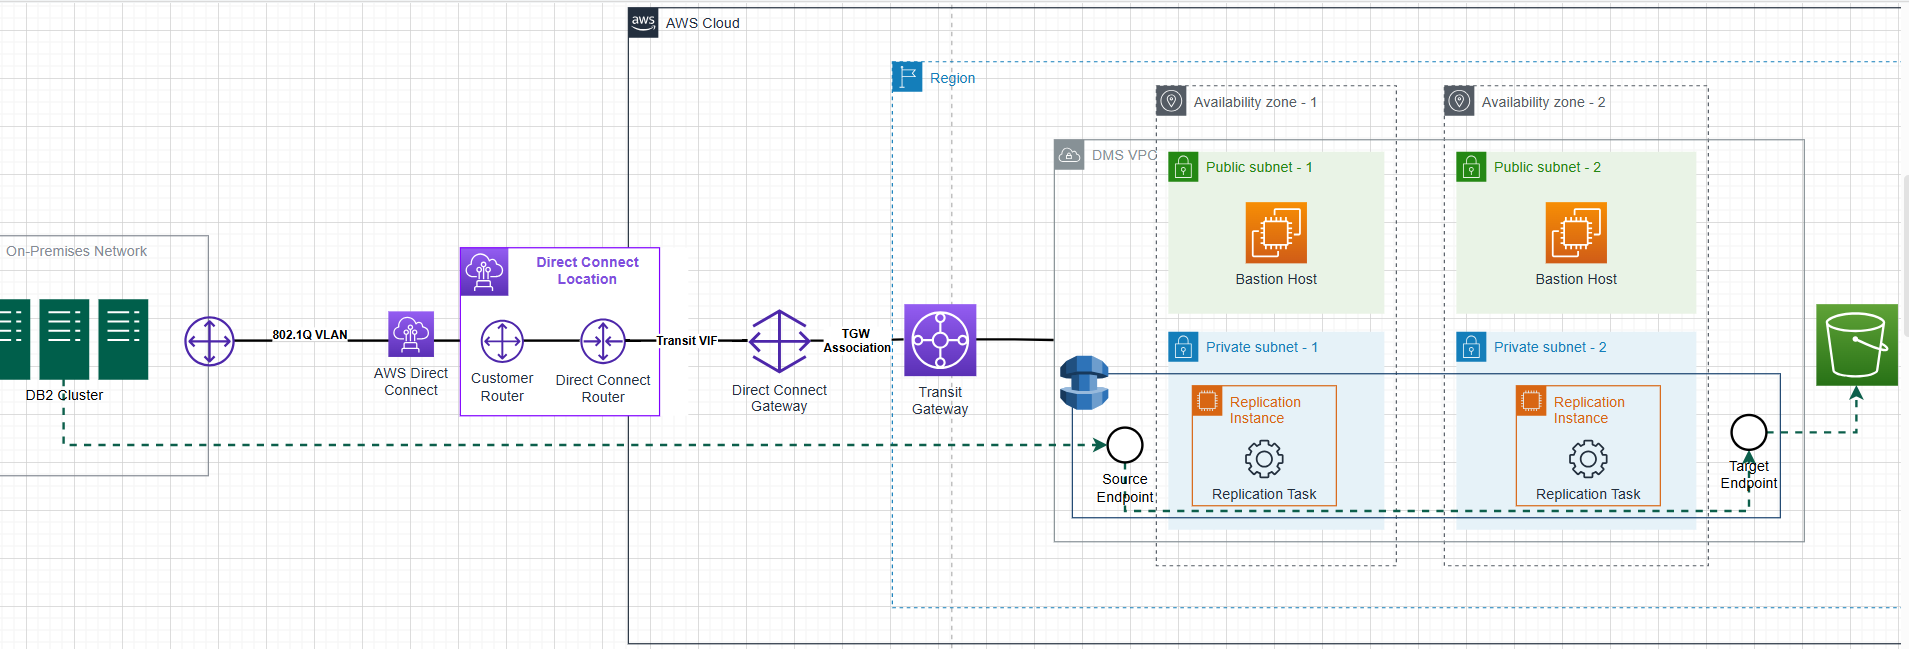 aws
AWS Cloud
Region
Availability zone - 1
Availability zone - 2
DMS VPC
Public subnet - 1
Public subnet - 2
Bastion Host
Bastion Host
On-Premises Network
Direct Connect
Location
802.1Q VLAN
Transit VIF
TGW
Association
DB2 Cluster
AWS Direct
Connect
Customer
Router
Direct Connect
Router
Direct Connect
Gateway
Transit
Gateway
Private subnet - 1
Private subnet - 2
Replication
Instance
Replication
Instance
Source
Endpoint
Replication Task
Replication Task
Target
Endpoint